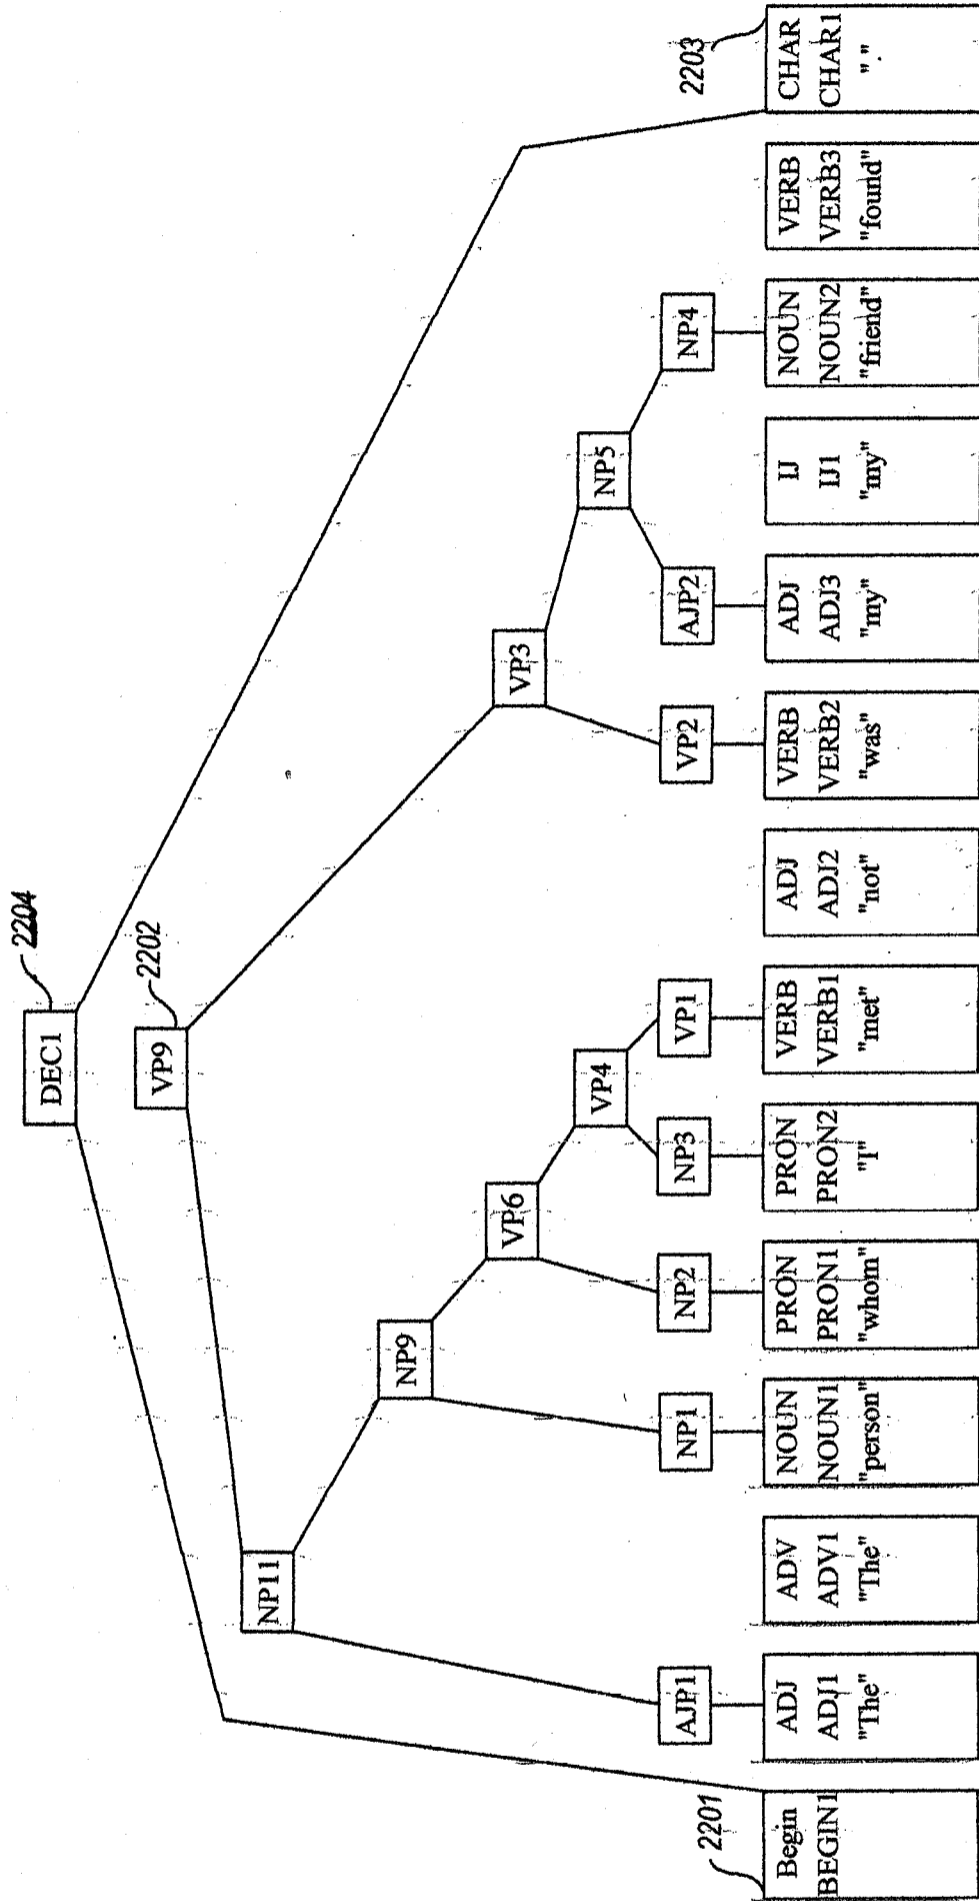 DEC1
2204
VP9
2202
NP11
NP9
VP3
VP6
NP5
VP4
AJP1
NP1
NP2
NP3
VP1
VP2
AJP2
NP4
2201
2203
Begin
BEGIN1
ADJ
ADJ1
"The"
ADV
ADV1
"The"
NOUN
NOUN1
"person"
PRON
PRON1
"whom"
PRON
PRON2
"I"
VERB
VERB1
"met"
ADJ
ADJ2
"not"
VERB
VERB2
"was"
ADJ
ADJ3
"my"
IJ
IJ1
"my"
NOUN
NOUN2
"friend"
VERB
VERB3
"found"
CHAR
CHAR1
"."